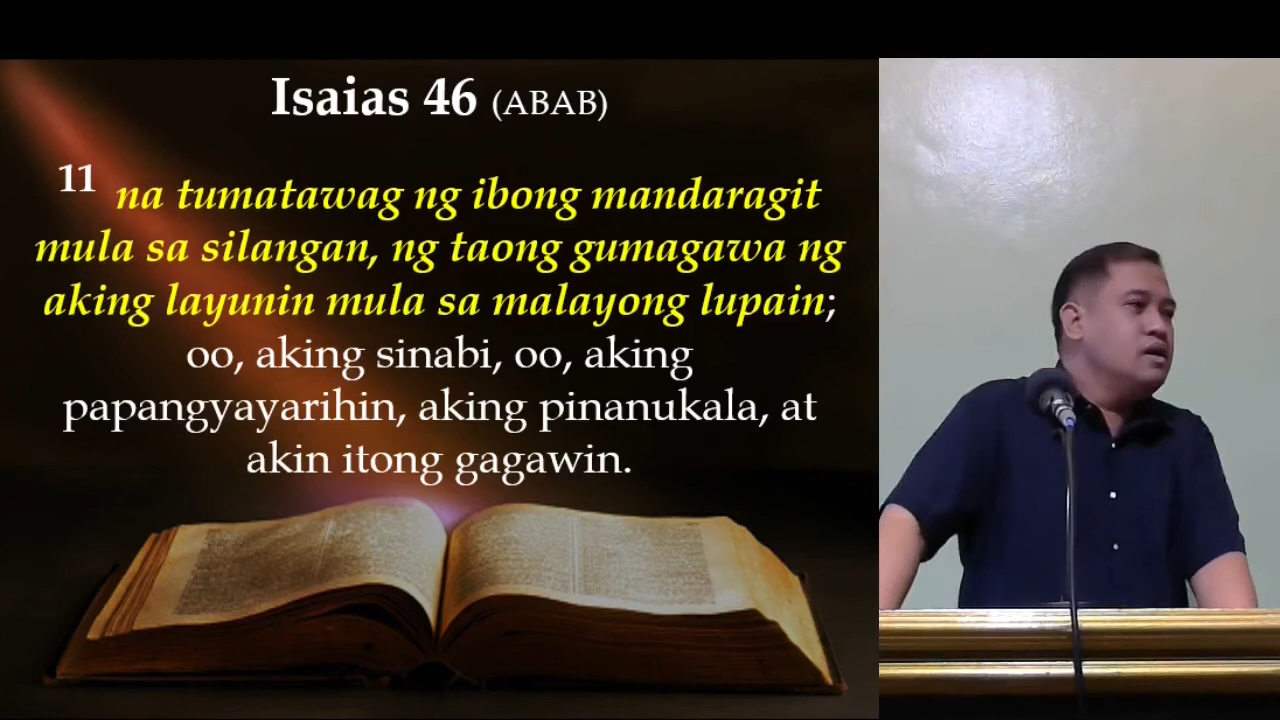 Isaias 46 (ABAB)
11 na tumatawag ng ibong mandaragit
mula sa silangan, ng taong gumagawa ng
aking layunin mula sa malayong lupain;
oo, aking sinabi, oo, aking
papangyayarihin, aking pinanukala, at
akin itong gagawin.